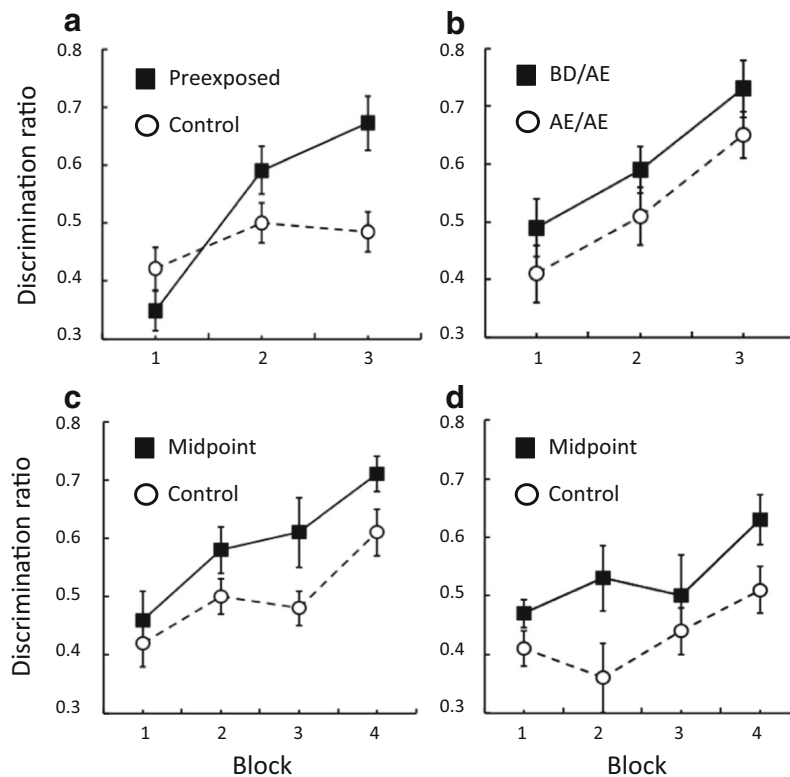 a
0.8
0.7
0.6
0.5
0.4
0.3
Discrimination ratio
Preexposed
Control
1 2 3
b
0.8
0.7
0.6
0.5
0.4
0.3
BD/AE
AE/AE
1 2 3
c
0.8
0.7
0.6
0.5
0.4
0.3
Discrimination ratio
Midpoint
Control
1 2 3 4
Block
d
0.8
0.7
0.6
0.5
0.4
0.3
Midpoint
Control
1 2 3 4
Block